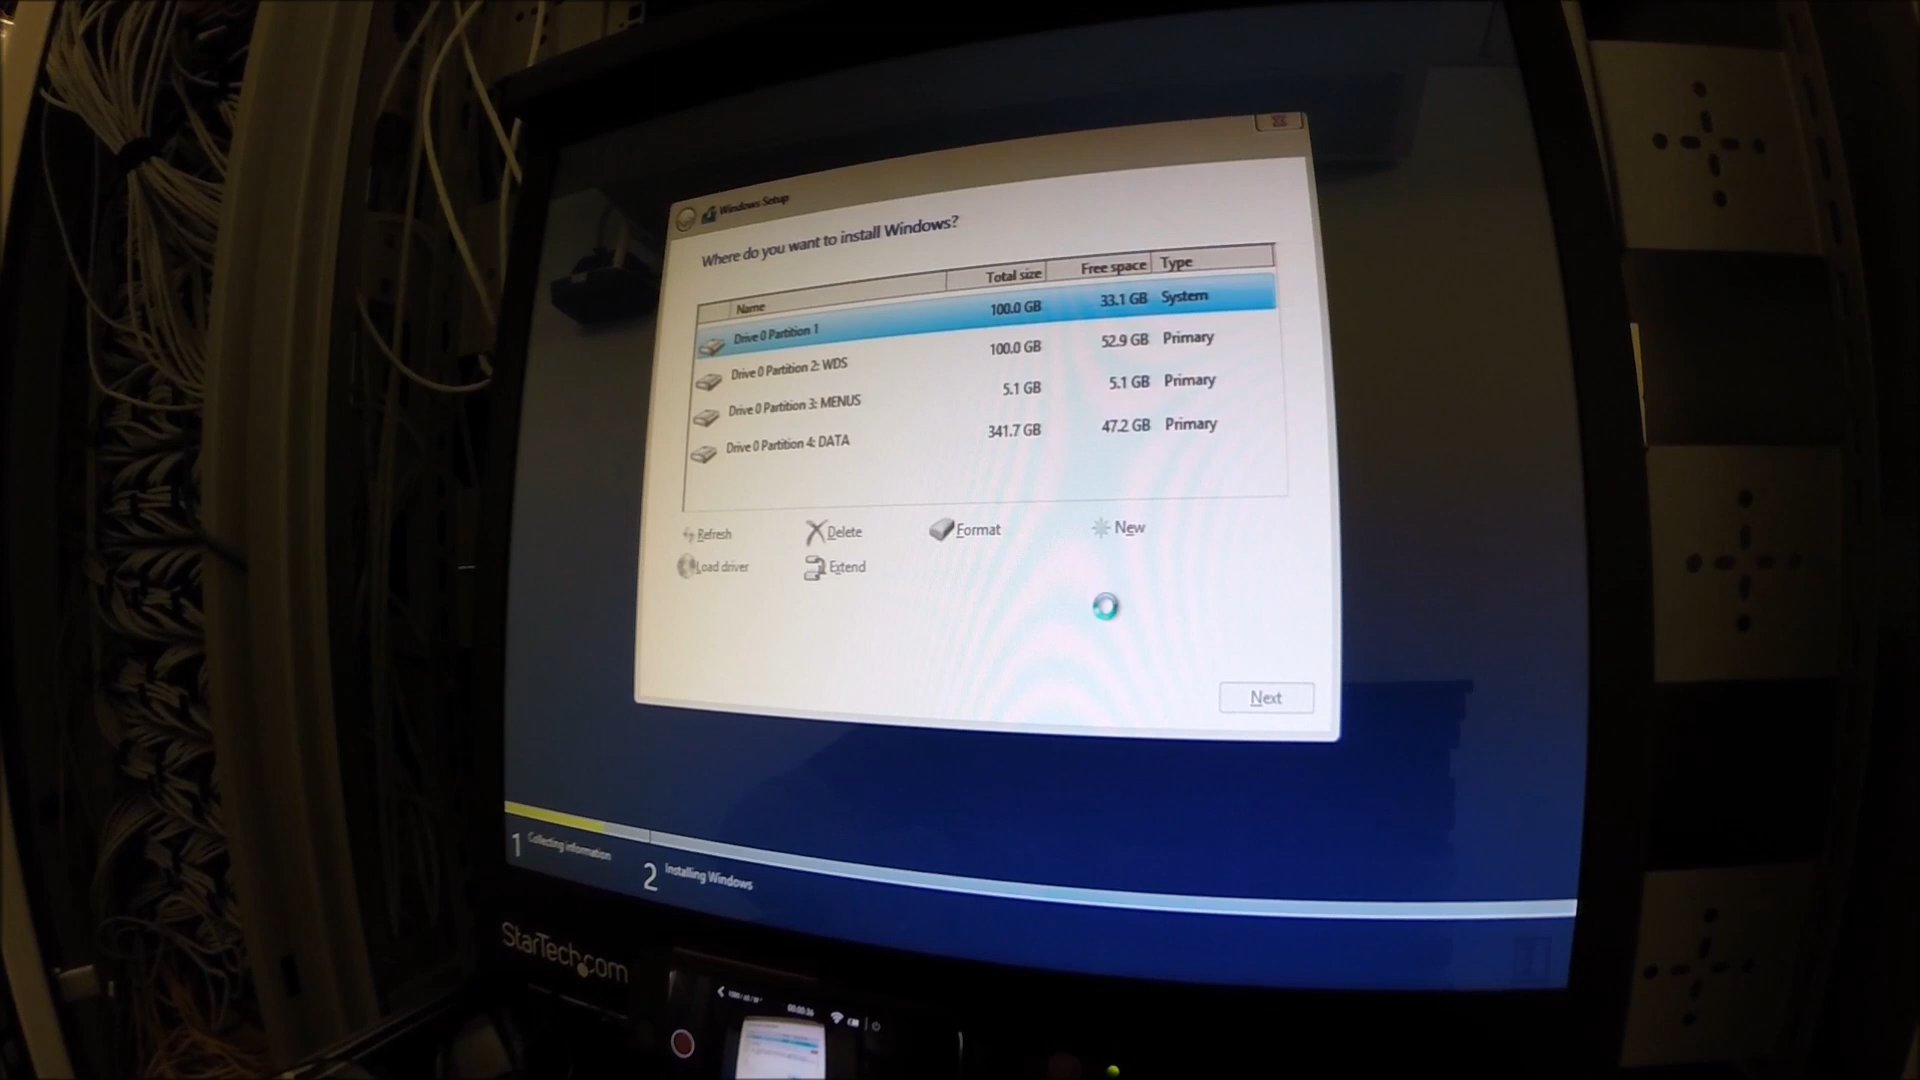 Windows Setup
Where do you want to install Windows?
Name Total size Free space Type
Drive 0 Partition 1 100.0 GB 33.1 GB System
Drive 0 Partition 2: WDS 100.0 GB 52.9 GB Primary
Drive 0 Partition 3: MENUS 5.1 GB 5.1 GB Primary
Drive 0 Partition 4: DATA 341.7 GB 47.2 GB Primary
Refresh Delete Format New
Load driver Extend
Next
1 Collecting information
2 Installing Windows
StarTech.com